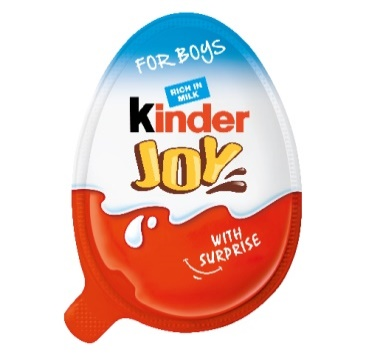 FOR BOYS
RICH IN
MILK
Kinder
JOY
WITH
SURPRISE